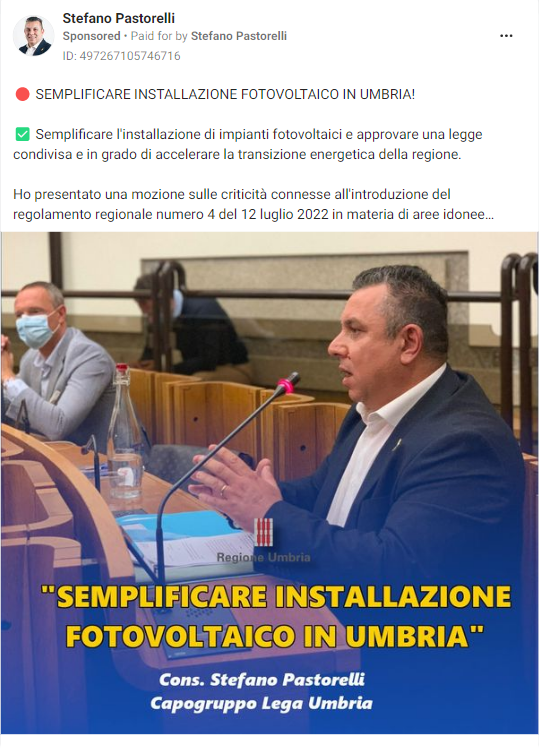 Stefano Pastorelli
Sponsored • Paid for by Stefano Pastorelli
ID: 497267105746716
🔴 SEMPLIFICARE INSTALLAZIONE FOTOVOLTAICO IN UMBRIA!
✅ Semplificare l'installazione di impianti fotovoltaici e approvare una legge
condivisa e in grado di accelerare la transizione energetica della regione.
Ho presentato una mozione sulle criticità connesse all'introduzione del
regolamento regionale numero 4 del 12 luglio 2022 in materia di aree idonee...
Regione Umbria
"SEMPLIFICARE INSTALLAZIONE
FOTOVOLTAICO IN UMBRIA"
Cons. Stefano Pastorelli
Capogruppo Lega Umbria